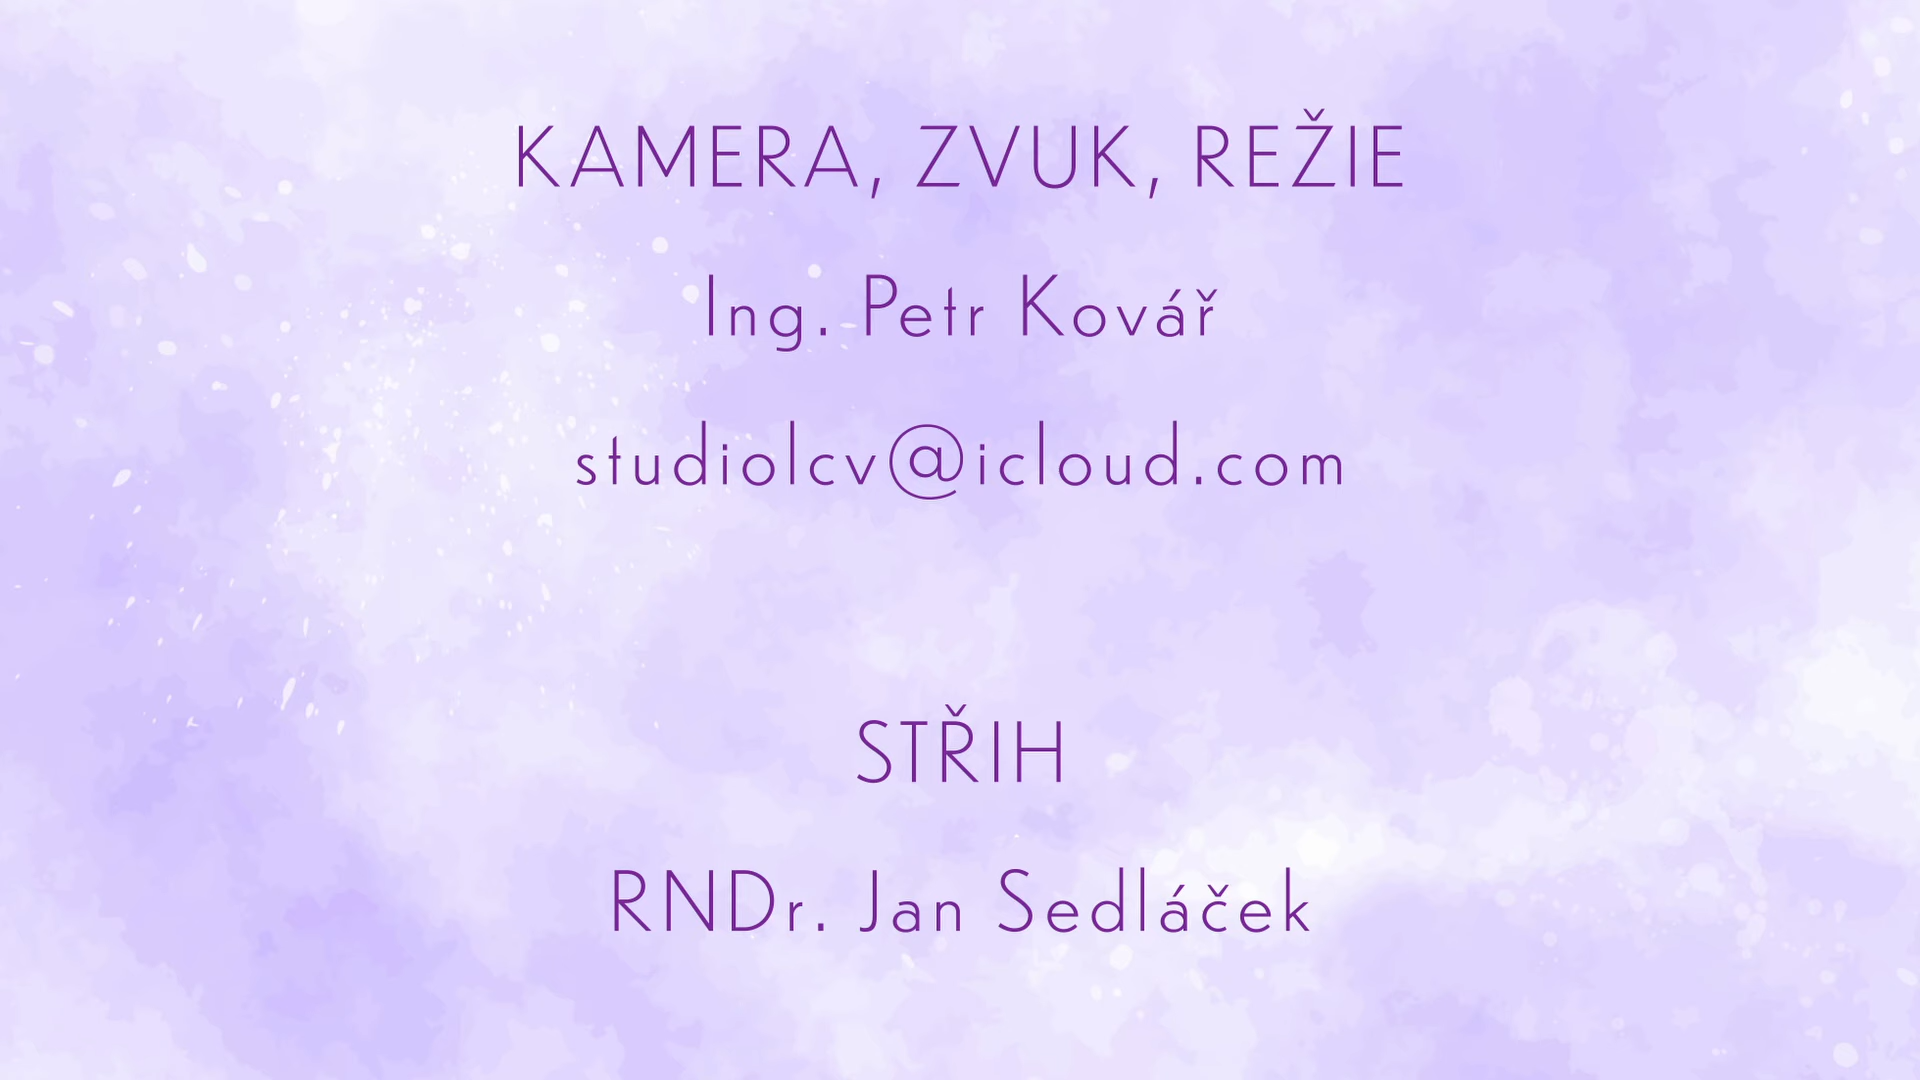 KAMERA, ZVUK, REŽIE
Ing. Petr Kovář
studiolcv@icloud.com
STŘIH
RNDr. Jan Sedláček